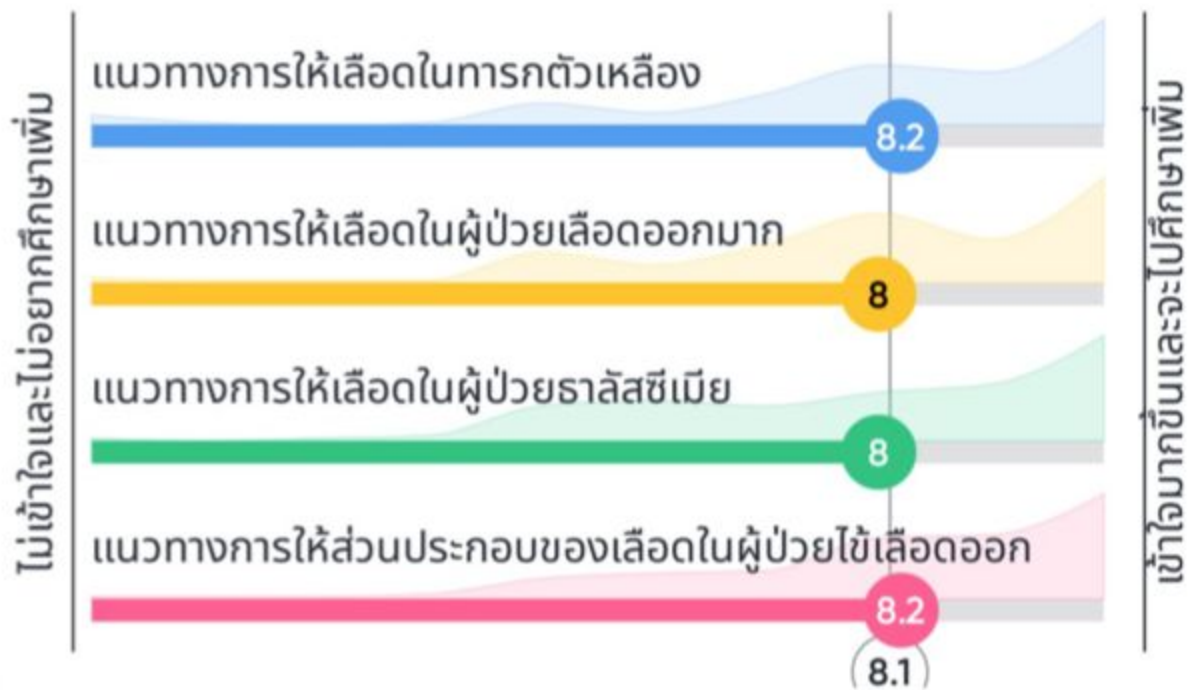 ไม่เข้าใจและไม่อยากศึกษาเพิ่ม
แนวทางการให้เลือดในทารกตัวเหลือง
8.2
แนวทางการให้เลือดในผู้ป่วยเลือดออกมาก
8
แนวทางการให้เลือดในผู้ป่วยธาลัสซีเมีย
8
แนวทางการให้ส่วนประกอบของเลือดในผู้ป่วยไข้เลือดออก
8.2
8.1
เข้าใจมากขึ้นและจะไปศึกษาเพิ่ม